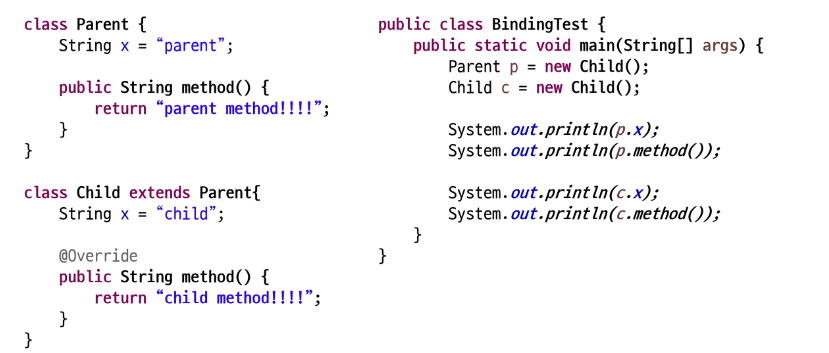 class Parent {
    String x = “parent”;

    public String method() {
        return “parent method!!!!”;
    }
}

class Child extends Parent{
    String x = “child”;

    @Override
    public String method() {
        return “child method!!!!”;
    }
}

public class BindingTest {
    public static void main(String[] args) {
        Parent p = new Child();
        Child c = new Child();

        System.out.println(p.x);
        System.out.println(p.method());

        System.out.println(c.x);
        System.out.println(c.method());
    }
}